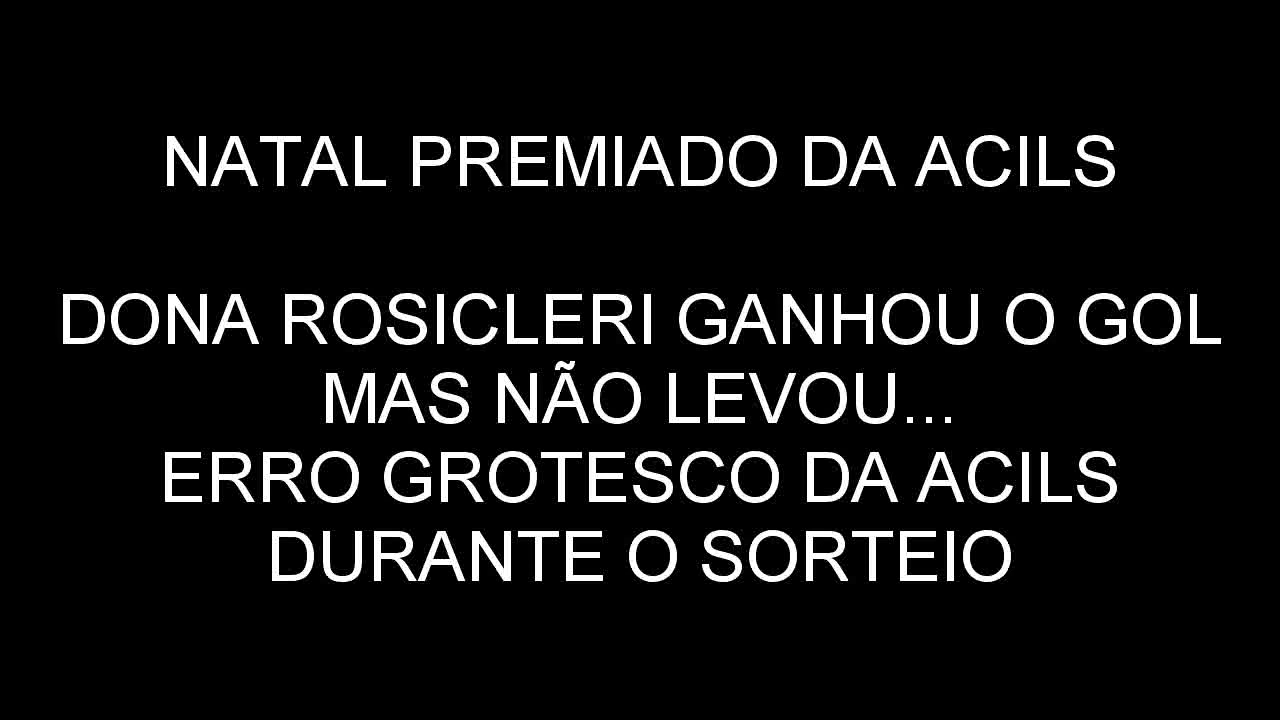 NATAL PREMIADO DA ACILS
DONA ROSICLERI GANHOU O GOL
MAS NÃO LEVOU...
ERRO GROTESCO DA ACILS
DURANTE O SORTEIO